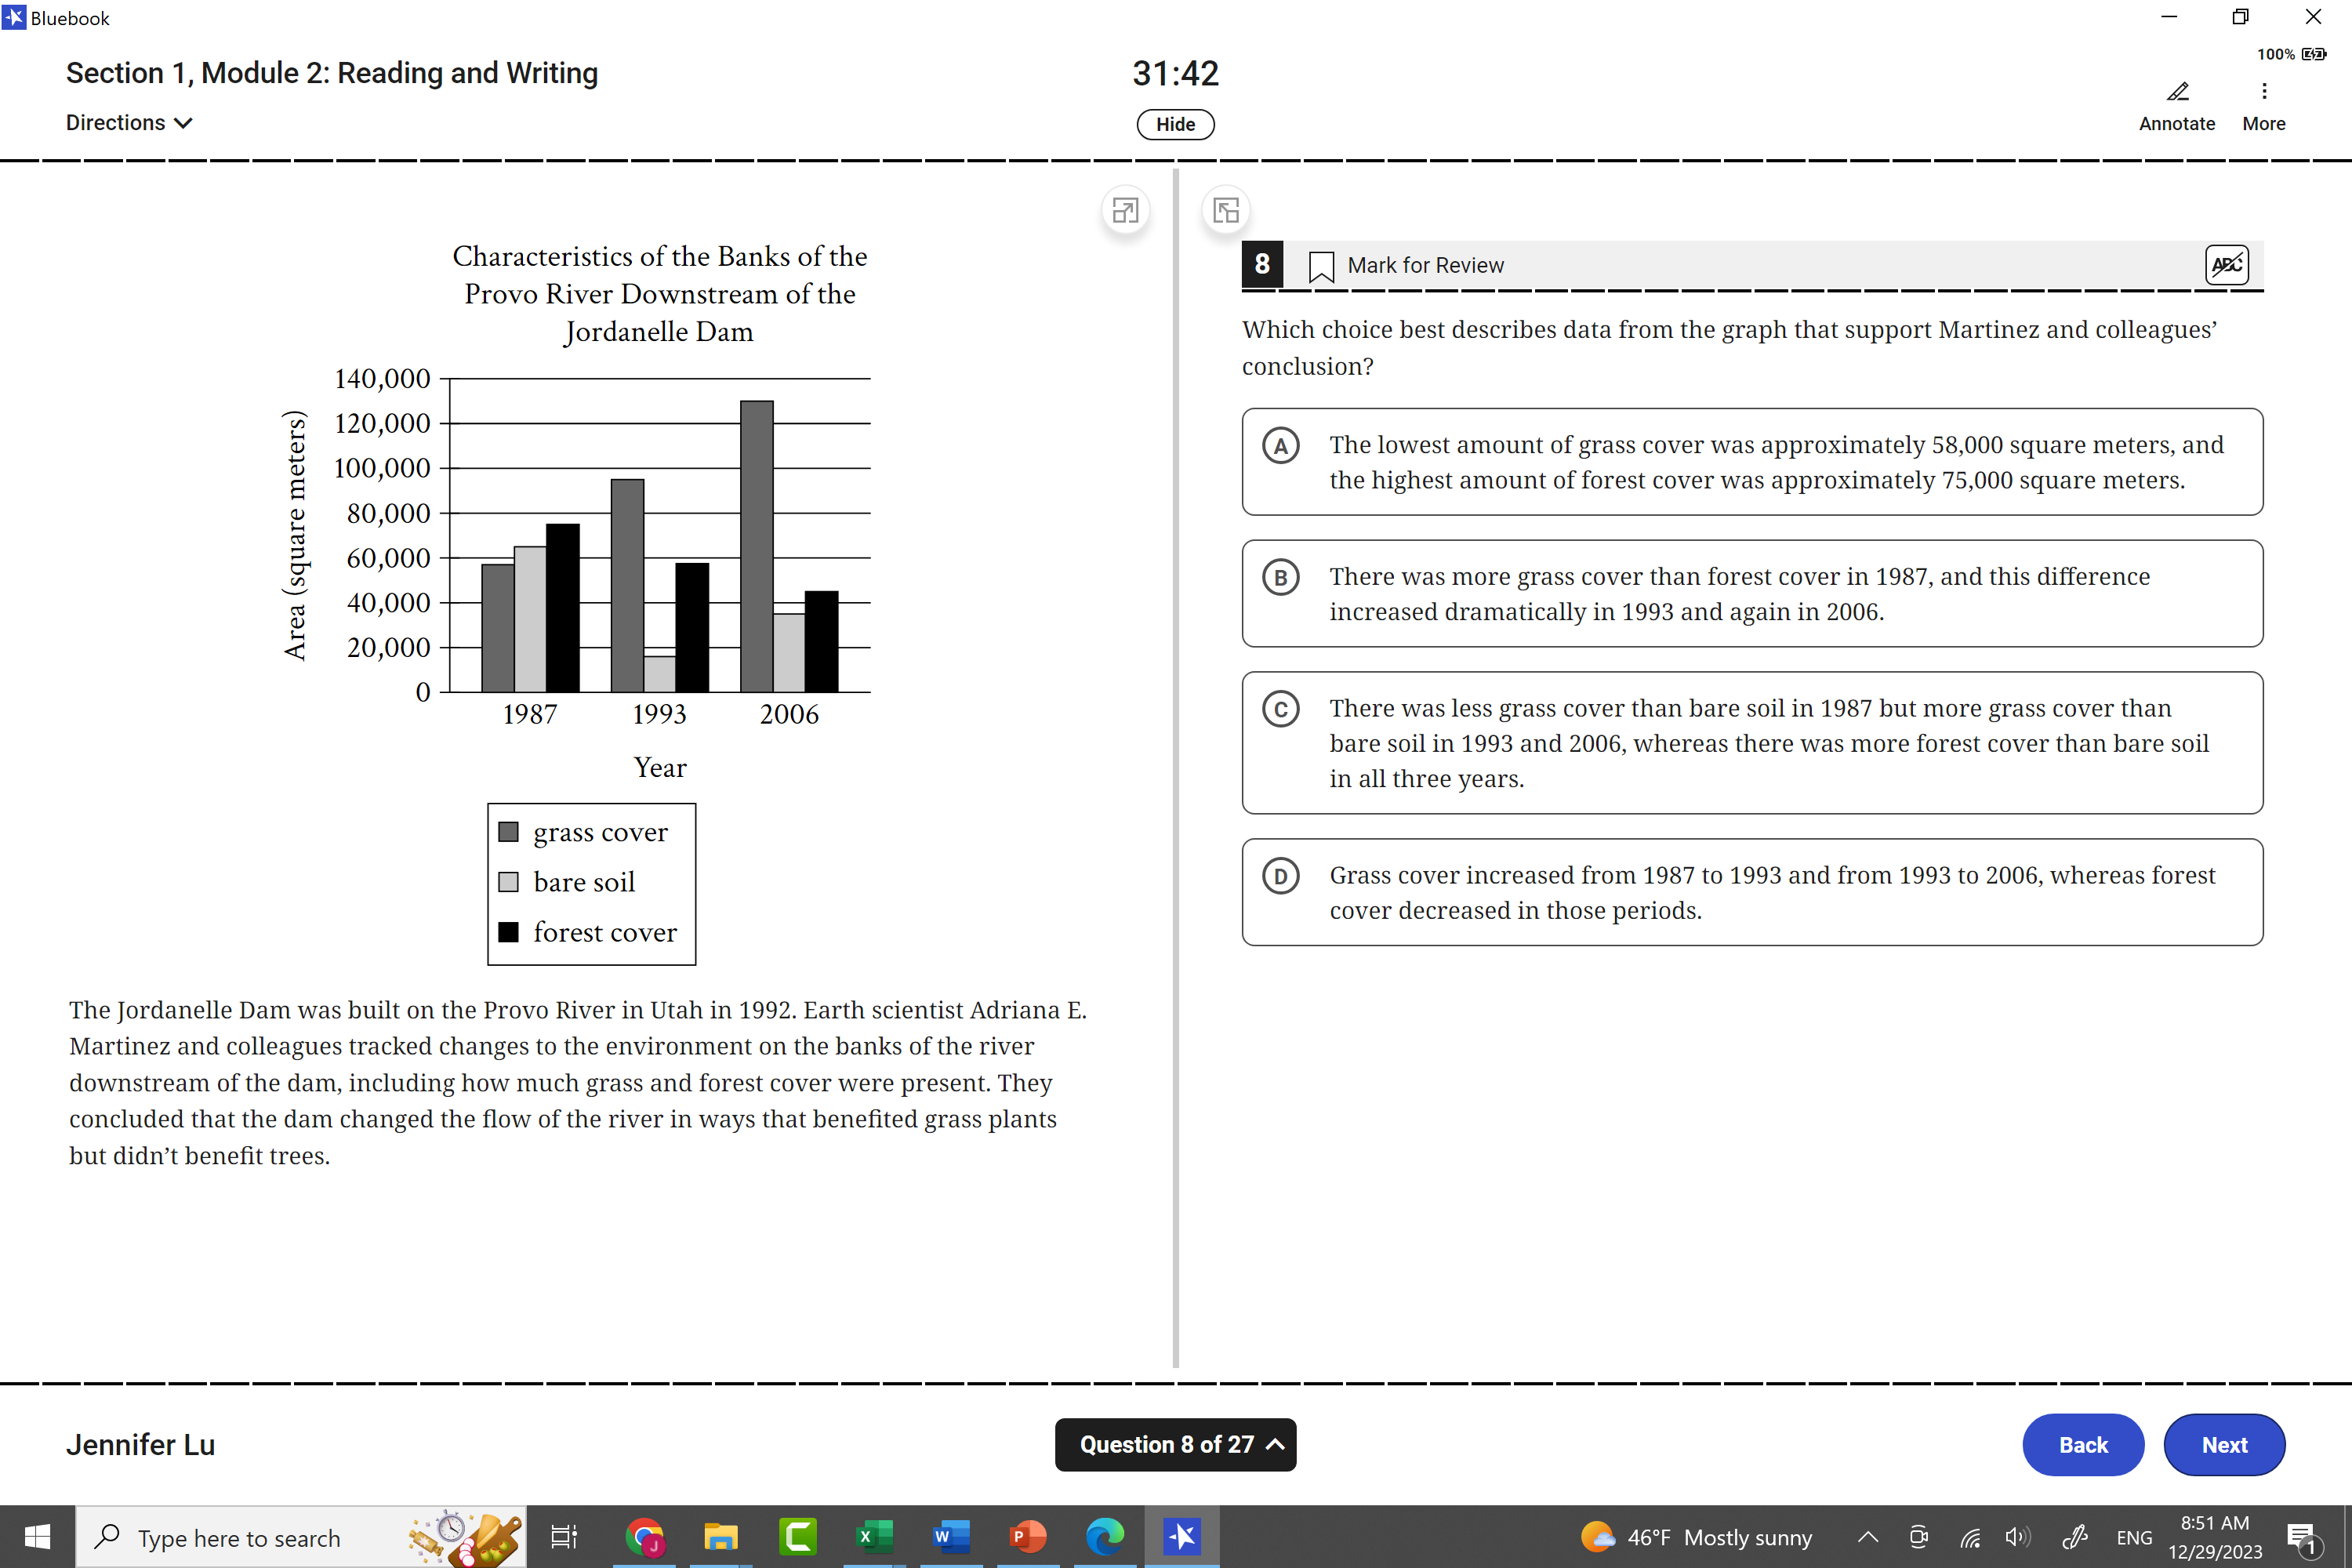 Bluebook
100%
Section 1, Module 2: Reading and Writing
31:42
Directions
Hide
Annotate
More
Characteristics of the Banks of the
Provo River Downstream of the
Jordanelle Dam
Area (square meters)
140,000
120,000
100,000
80,000
60,000
40,000
20,000
0
1987 1993 2006
Year
grass cover
bare soil
forest cover
The Jordanelle Dam was built on the Provo River in Utah in 1992. Earth scientist Adriana E.
Martinez and colleagues tracked changes to the environment on the banks of the river
downstream of the dam, including how much grass and forest cover were present. They
concluded that the dam changed the flow of the river in ways that benefited grass plants
but didn’t benefit trees.
8 Mark for Review ABC
Which choice best describes data from the graph that support Martinez and colleagues’
conclusion?
A The lowest amount of grass cover was approximately 58,000 square meters, and
the highest amount of forest cover was approximately 75,000 square meters.
B There was more grass cover than forest cover in 1987, and this difference
increased dramatically in 1993 and again in 2006.
C There was less grass cover than bare soil in 1987 but more grass cover than
bare soil in 1993 and 2006, whereas there was more forest cover than bare soil
in all three years.
D Grass cover increased from 1987 to 1993 and from 1993 to 2006, whereas forest
cover decreased in those periods.
Jennifer Lu
Question 8 of 27
Back
Next
Type here to search
J
X
W
P
46°F Mostly sunny
ENG
8:51 AM
12/29/2023
1